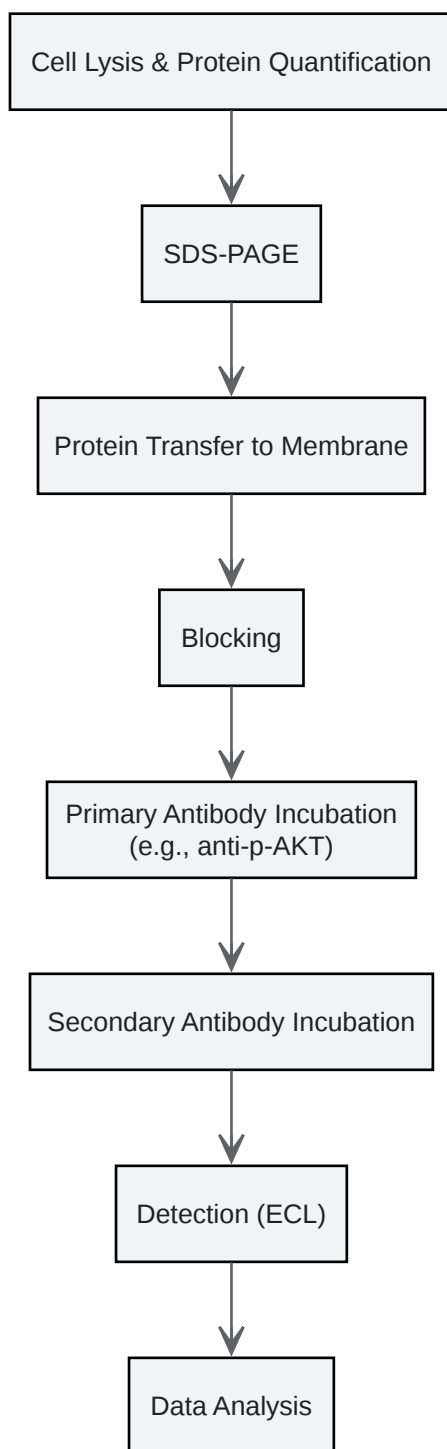 Cell Lysis & Protein Quantification
SDS-PAGE
Protein Transfer to Membrane
Blocking
Primary Antibody Incubation
(e.g., anti-p-AKT)
Secondary Antibody Incubation
Detection (ECL)
Data Analysis